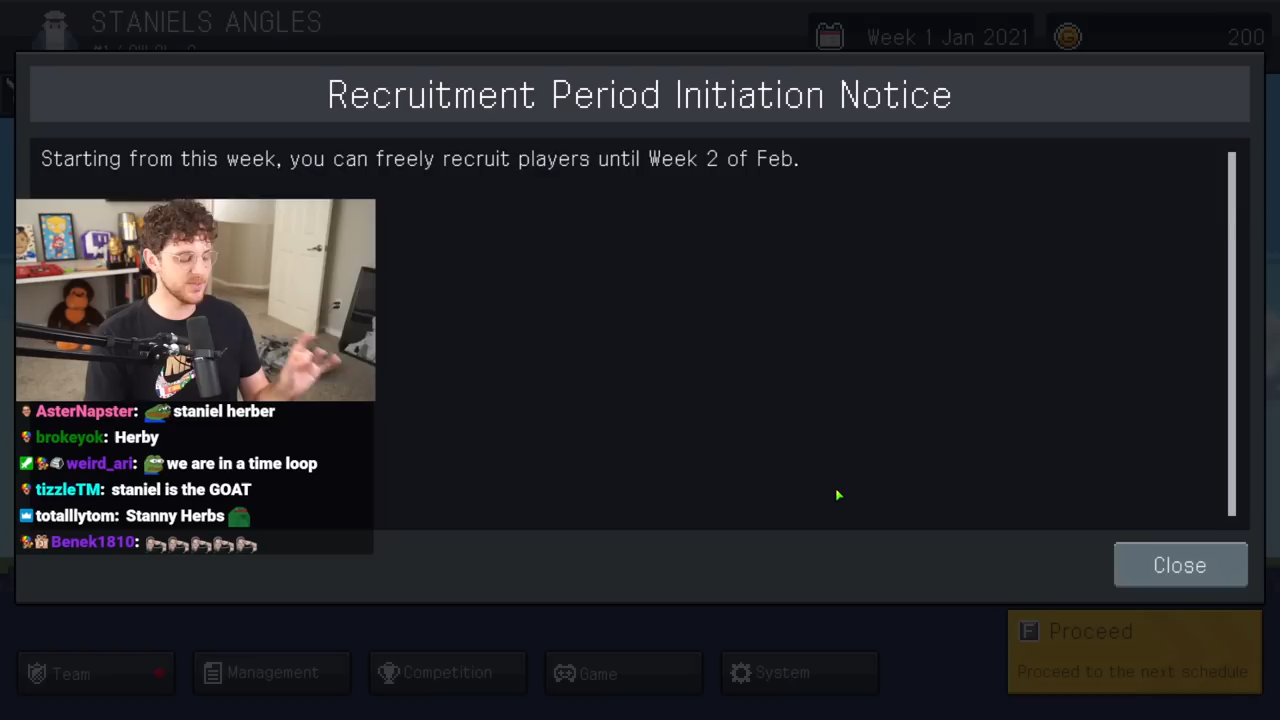 STANIELS ANGLES
Week 1 Jan 2021
200
Recruitment Period Initiation Notice
Starting from this week, you can freely recruit players until Week 2 of Feb.
AsterNapster: staniel herber
brokeyok: Herby
weird_ari: we are in a time loop
tizzleTM: staniel is the GOAT
totalllytom: Stanny Herbs
Benek1810:
Close
F Proceed
Proceed to the next schedule
Team
Management
Competition
Game
System